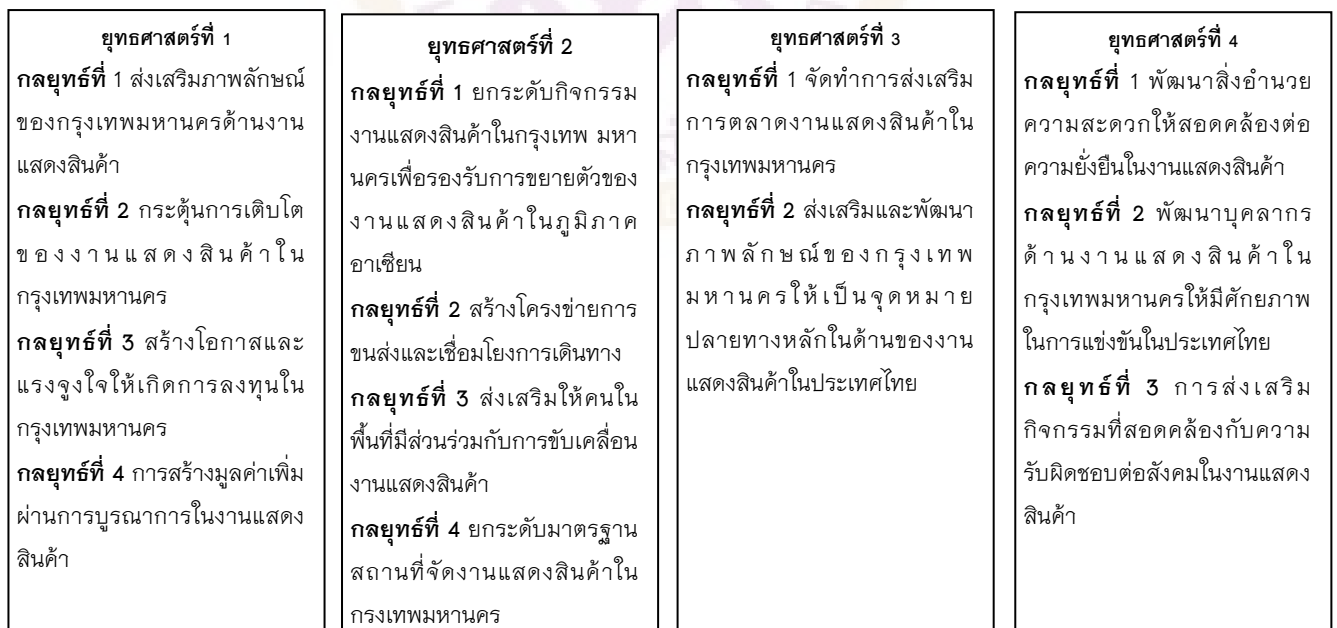 ยุทธศาสตร์ที่ 1
กลยุทธ์ที่ 1 ส่งเสริมภาพลักษณ์
ของกรุงเทพมหานครด้านงาน
แสดงสินค้า
กลยุทธ์ที่ 2 กระตุ้นการเติบโต
ของงานแสดงสินค้าใน
กรุงเทพมหานคร
กลยุทธ์ที่ 3 สร้างโอกาสและ
แรงจูงใจให้เกิดการลงทุนใน
กรุงเทพมหานคร
กลยุทธ์ที่ 4 การสร้างมูลค่าเพิ่ม
ผ่านการบูรณาการในงานแสดง
สินค้า
ยุทธศาสตร์ที่ 2
กลยุทธ์ที่ 1 ยกระดับกิจกรรม
งานแสดงสินค้าในกรุงเทพ มหา
นครเพื่อรองรับการขยายตัวของ
งานแสดงสินค้าในภูมิภาค
อาเซียน
กลยุทธ์ที่ 2 สร้างโครงข่ายการ
ขนส่งและเชื่อมโยงการเดินทาง
กลยุทธ์ที่ 3 ส่งเสริมให้คนใน
พื้นที่มีส่วนร่วมกับการขับเคลื่อน
งานแสดงสินค้า
กลยุทธ์ที่ 4 ยกระดับมาตรฐาน
สถานที่จัดงานแสดงสินค้าใน
กรุงเทพมหานคร
ยุทธศาสตร์ที่ 3
กลยุทธ์ที่ 1 จัดทำการส่งเสริม
การตลาดงานแสดงสินค้าใน
กรุงเทพมหานคร
กลยุทธ์ที่ 2 ส่งเสริมและพัฒนา
ภาพลักษณ์ของกรุงเทพ
มหานครให้เป็นจุดหมาย
ปลายทางหลักในด้านของงาน
แสดงสินค้าในประเทศไทย
ยุทธศาสตร์ที่ 4
กลยุทธ์ที่ 1 พัฒนาสิ่งอำนวย
ความสะดวกให้สอดคล้องต่อ
ความยั่งยืนในงานแสดงสินค้า
กลยุทธ์ที่ 2 พัฒนาบุคลากร
ด้านงานแสดงสินค้าใน
กรุงเทพมหานครให้มีศักยภาพ
ในการแข่งขันในประเทศไทย
กลยุทธ์ที่ 3 การส่งเสริม
กิจกรรมที่สอดคล้องกับความ
รับผิดชอบต่อสังคมในงานแสดง
สินค้า